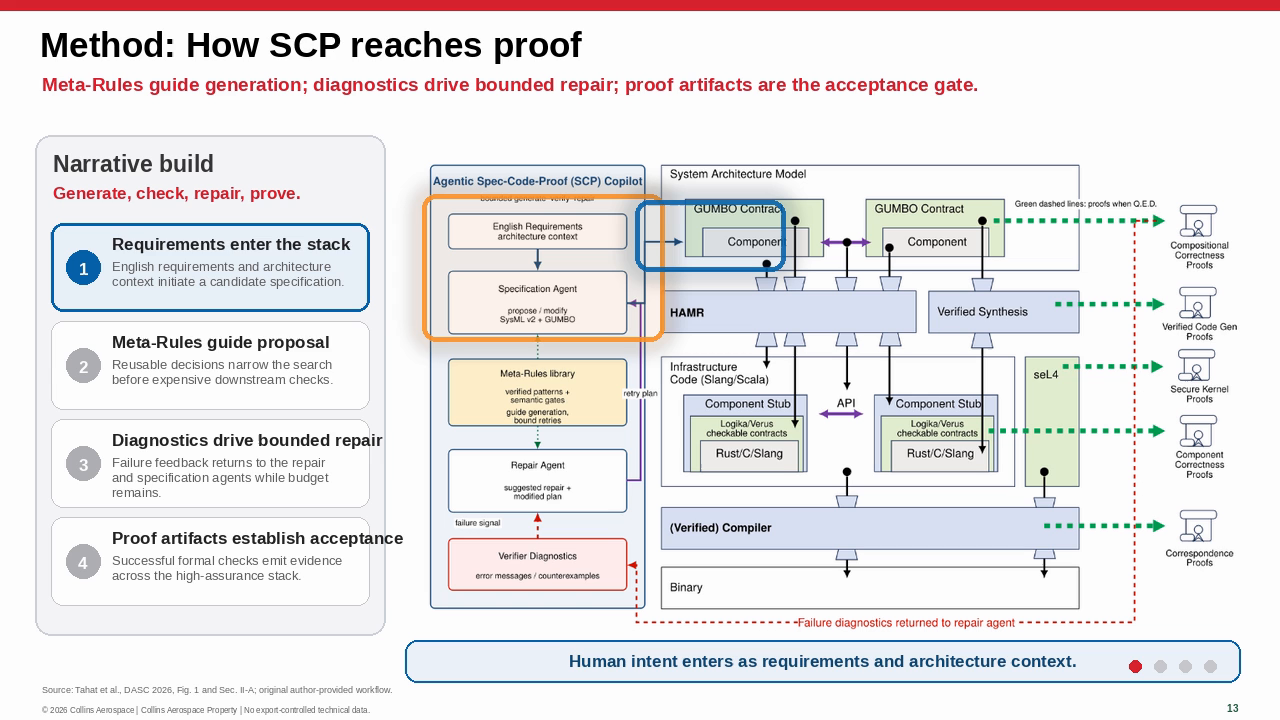 Method: How SCP reaches proof
Meta-Rules guide generation; diagnostics drive bounded repair; proof artifacts are the acceptance gate.
Narrative build
Generate, check, repair, prove.
1
Requirements enter the stack
English requirements and architecture
context initiate a candidate specification.
2
Meta-Rules guide proposal
Reusable decisions narrow the search
before expensive downstream checks.
3
Diagnostics drive bounded repair
Failure feedback returns to the repair
and specification agents while budget
remains.
4
Proof artifacts establish acceptance
Successful formal checks emit evidence
across the high-assurance stack.
Agentic Spec-Code-Proof (SCP) Copilot
bounded generate-verify-repair
English Requirements
architecture context
Specification Agent
propose / modify
SysML v2 + GUMBO
Meta-Rules library
verified patterns +
semantic gates
guide generation,
bound retries
retry plan
Repair Agent
suggested repair +
modified plan
failure signal
Verifier Diagnostics
error messages / counterexamples
System Architecture Model
GUMBO Contract
Component
GUMBO Contract
Component
Green dashed lines: proofs when Q.E.D.
HAMR
Verified Synthesis
Infrastructure
Code (Slang/Scala)
API
Component Stub
Logika/Verus
checkable contracts
Rust/C/Slang
Component Stub
Logika/Verus
checkable contracts
Rust/C/Slang
seL4
(Verified) Compiler
Binary
Failure diagnostics returned to repair agent
Compositional
Correctness
Proofs
Verified Code Gen
Proofs
Secure Kernel
Proofs
Component
Correctness
Proofs
Correspondence
Proofs
Human intent enters as requirements and architecture context.
Source: Tahat et al., DASC 2026, Fig. 1 and Sec. II-A; original author-provided workflow.
© 2026 Collins Aerospace | Collins Aerospace Property | No export-controlled technical data.
13